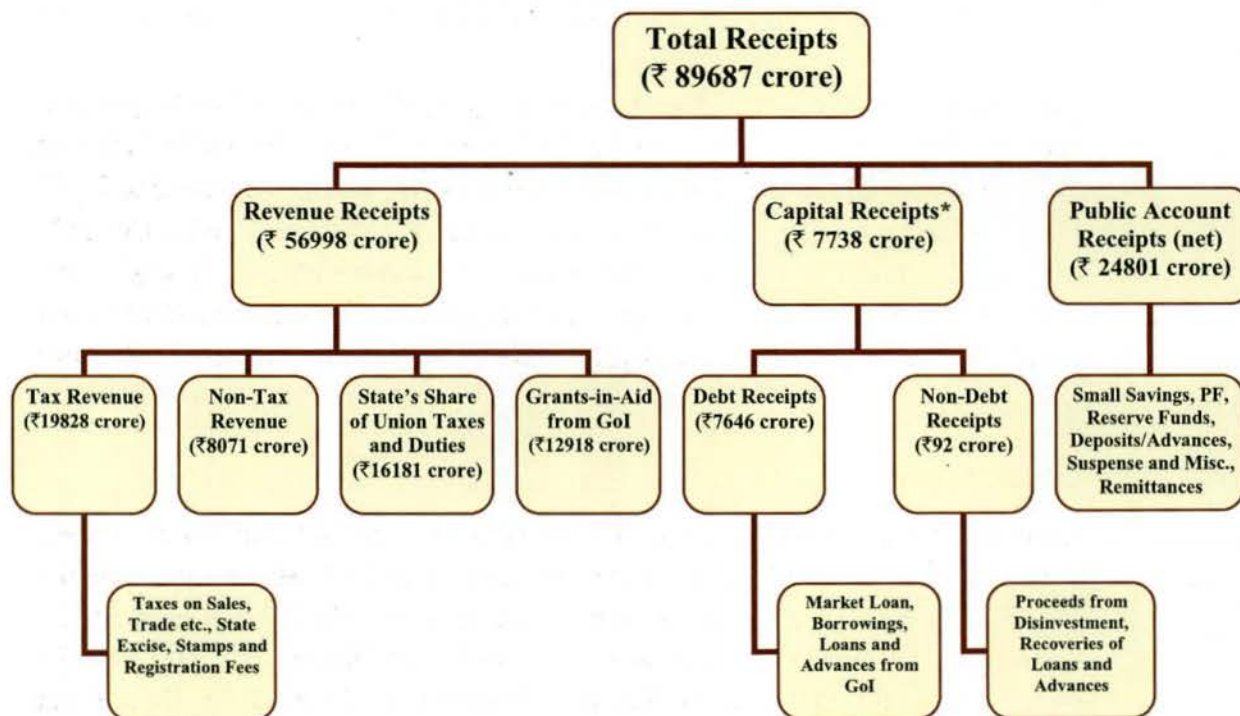 Total Receipts
(₹ 89687 crore)
Revenue Receipts
(₹ 56998 crore)
Capital Receipts*
(₹ 7738 crore)
Public Account
Receipts (net)
(₹ 24801 crore)
Tax Revenue
(₹19828 crore)
Non-Tax
Revenue
(₹8071 crore)
State's Share
of Union Taxes
and Duties
(₹16181 crore)
Grants-in-Aid
from GoI
(₹12918 crore)
Debt Receipts
(₹7646 crore)
Non-Debt
Receipts
(₹92 crore)
Small Savings, PF,
Reserve Funds,
Deposits/Advances,
Suspense and Misc.,
Remittances
Taxes on Sales,
Trade etc., State
Excise, Stamps and
Registration Fees
Market Loan,
Borrowings,
Loans and
Advances from
GoI
Proceeds from
Disinvestment,
Recoveries of
Loans and
Advances